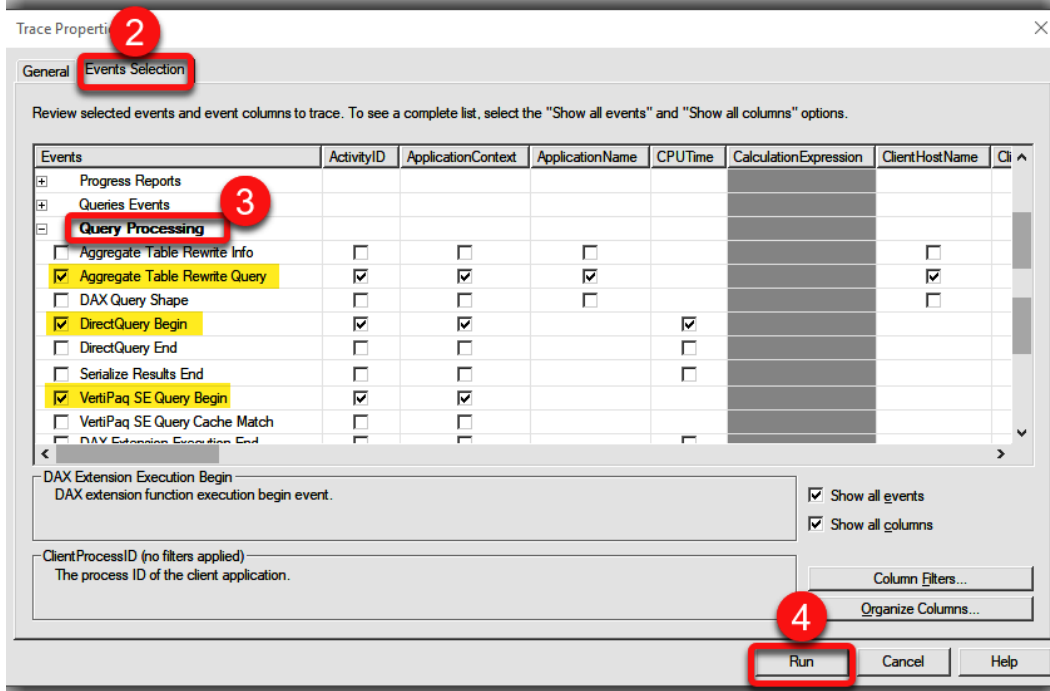 Trace Properti
2
General
Events Selection
Review selected events and event columns to trace. To see a complete list, select the "Show all events" and "Show all columns" options.
Events ActivityID ApplicationContext ApplicationName CPUTime CalculationExpression ClientHostName Cli
Progress Reports
Queries Events
3
Query Processing
Aggregate Table Rewrite Info
Aggregate Table Rewrite Query
DAX Query Shape
DirectQuery Begin
DirectQuery End
Serialize Results End
VertiPaq SE Query Begin
VertiPaq SE Query Cache Match
DAX Extension Execution End
DAX Extension Execution Begin
DAX extension function execution begin event.
Show all events
Show all columns
ClientProcessID (no filters applied)
The process ID of the client application.
Column Filters...
Organize Columns...
4
Run
Cancel
Help